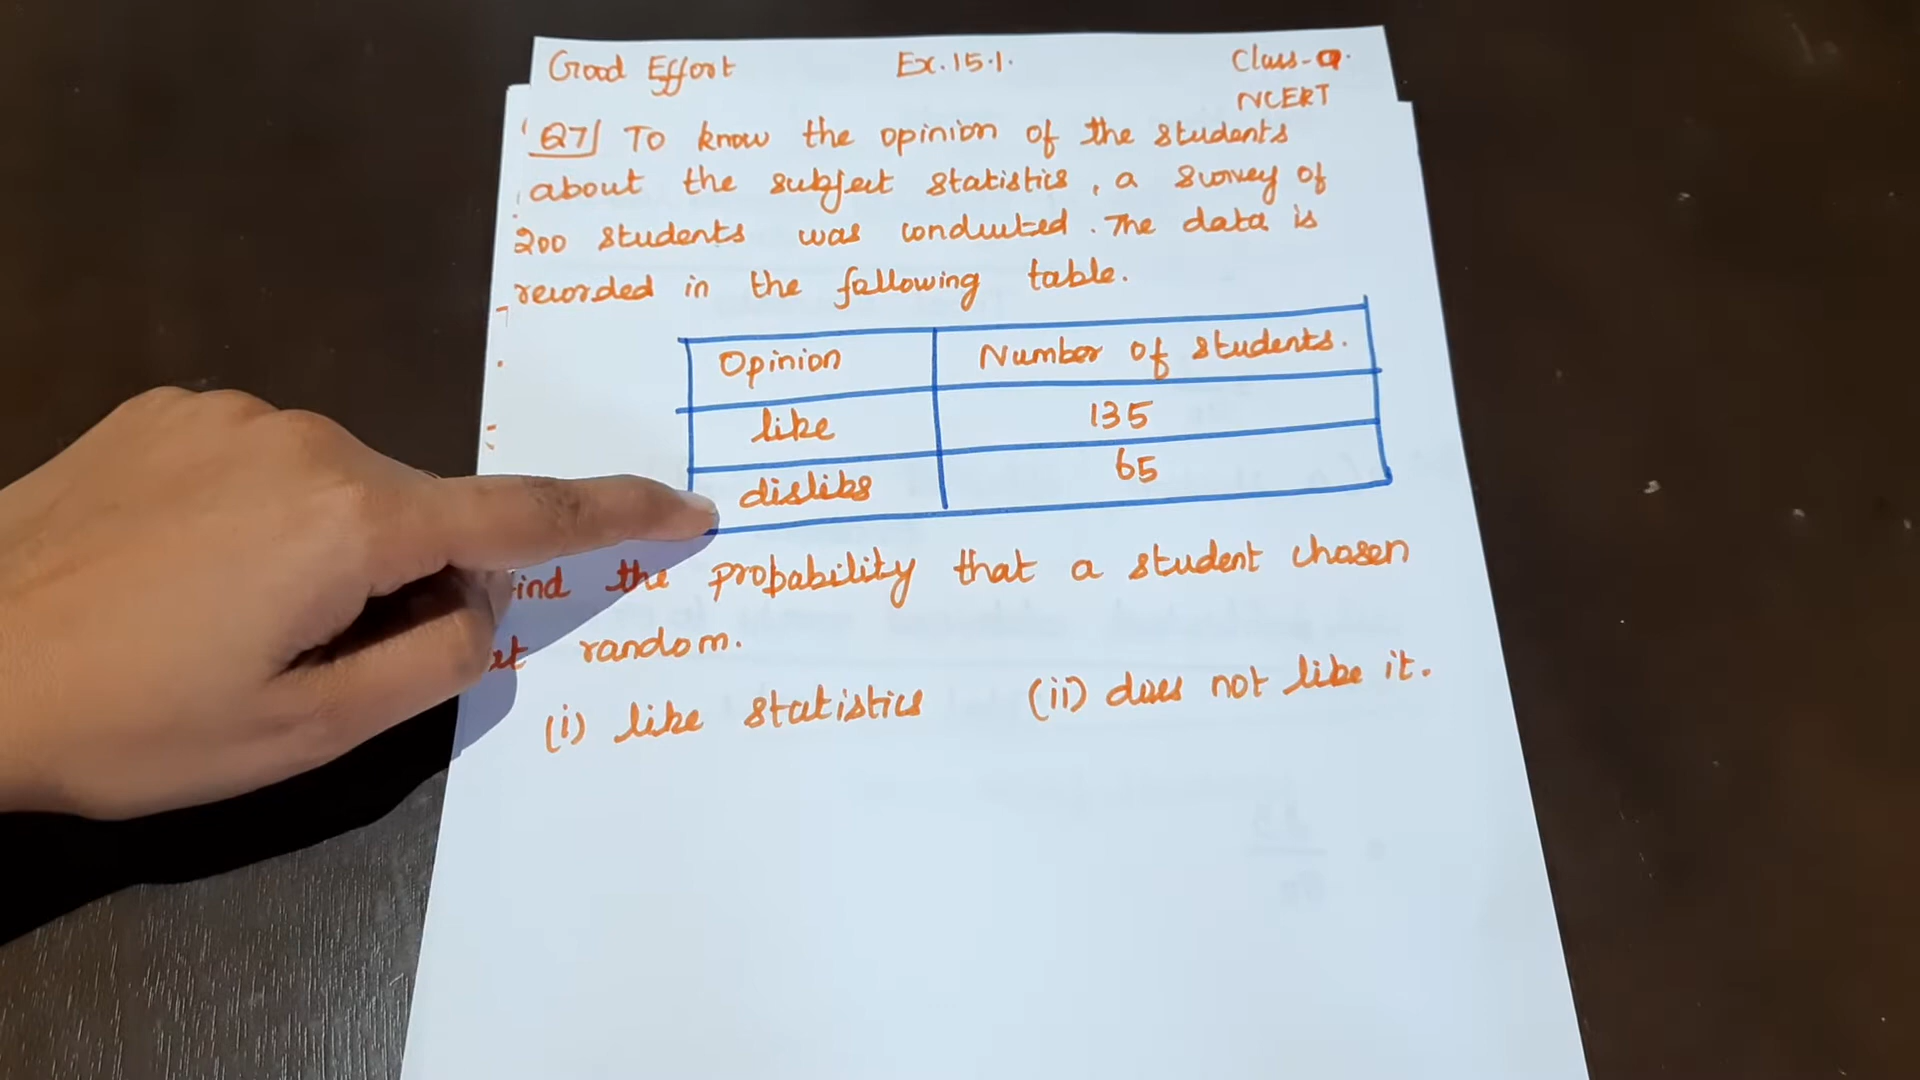 Good Effort Ex.15.1. Class-9.
NCERT
Q7 To know the opinion of the students
about the subject statistics, a survey of
200 students was conducted. The data is
recorded in the following table.
Opinion Number of students.
like 135
dislike 65
the probability that a student chosen
random.
(i) like statistics (ii) does not like it.